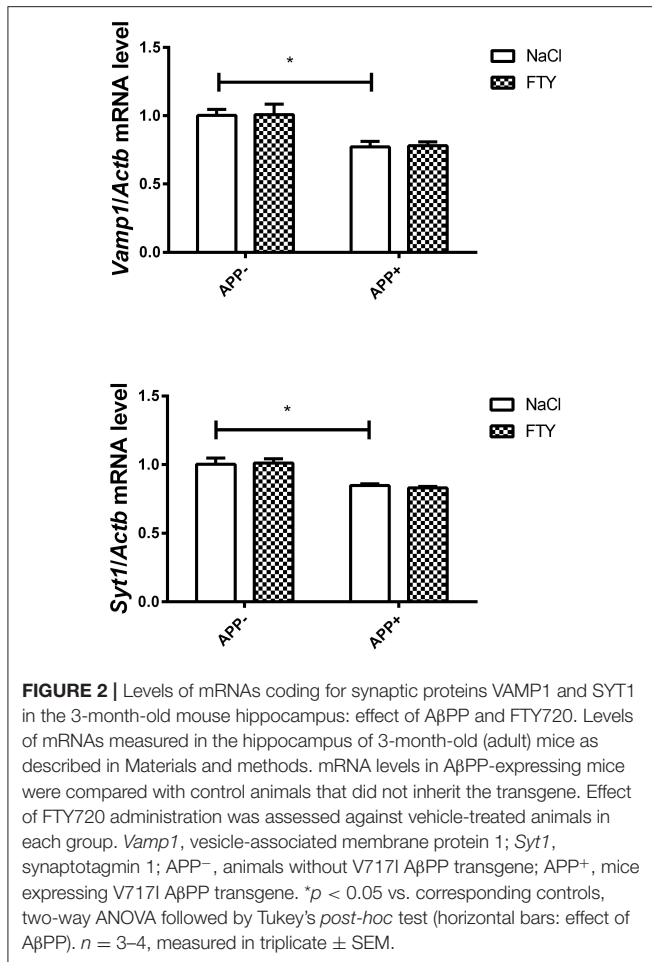 1.5
*
NaCl
FTY
1.0
0.5
0.0
Vamp1/Actb mRNA level
APP-
APP+
1.5
*
NaCl
FTY
1.0
0.5
0.0
Syt1/Actb mRNA level
APP-
APP+
FIGURE 2 | Levels of mRNAs coding for synaptic proteins VAMP1 and SYT1
in the 3-month-old mouse hippocampus: effect of AβPP and FTY720. Levels
of mRNAs measured in the hippocampus of 3-month-old (adult) mice as
described in Materials and methods. mRNA levels in AβPP-expressing mice
were compared with control animals that did not inherit the transgene. Effect
of FTY720 administration was assessed against vehicle-treated animals in
each group. Vamp1, vesicle-associated membrane protein 1; Syt1,
synaptotagmin 1; APP−, animals without V717I AβPP transgene; APP+, mice
expressing V717I AβPP transgene. *p < 0.05 vs. corresponding controls,
two-way ANOVA followed by Tukey's post-hoc test (horizontal bars: effect of
AβPP). n = 3–4, measured in triplicate ± SEM.